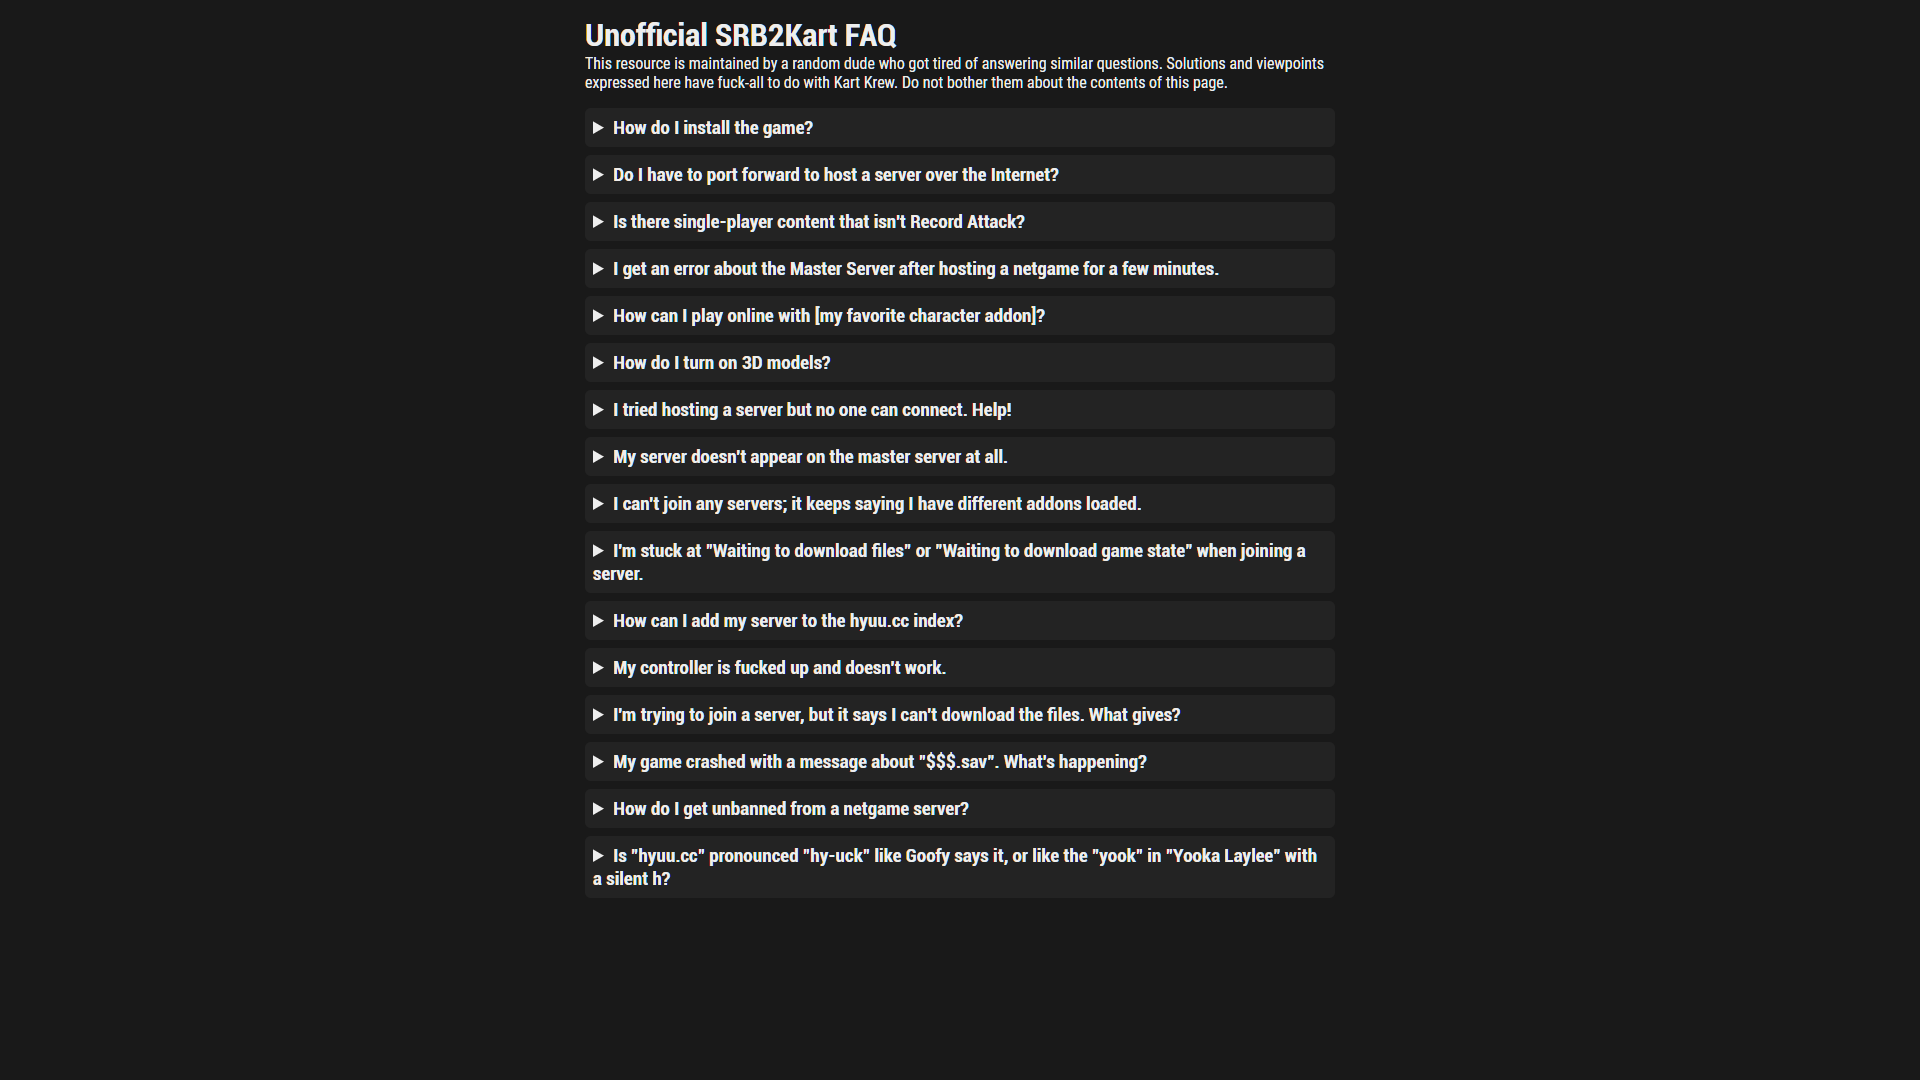 Unofficial SRB2Kart FAQ
This resource is maintained by a random dude who got tired of answering similar questions. Solutions and viewpoints
expressed here have fuck-all to do with Kart Krew. Do not bother them about the contents of this page.
How do I install the game?
Do I have to port forward to host a server over the Internet?
Is there single-player content that isn't Record Attack?
I get an error about the Master Server after hosting a netgame for a few minutes.
How can I play online with [my favorite character addon]?
How do I turn on 3D models?
I tried hosting a server but no one can connect. Help!
My server doesn't appear on the master server at all.
I can't join any servers; it keeps saying I have different addons loaded.
I'm stuck at "Waiting to download files" or "Waiting to download game state" when joining a
server.
How can I add my server to the hyuu.cc index?
My controller is fucked up and doesn't work.
I'm trying to join a server, but it says I can't download the files. What gives?
My game crashed with a message about "$$$.sav". What's happening?
How do I get unbanned from a netgame server?
Is "hyuu.cc" pronounced "hy-uck" like Goofy says it, or like the "yook" in "Yooka Laylee" with
a silent h?